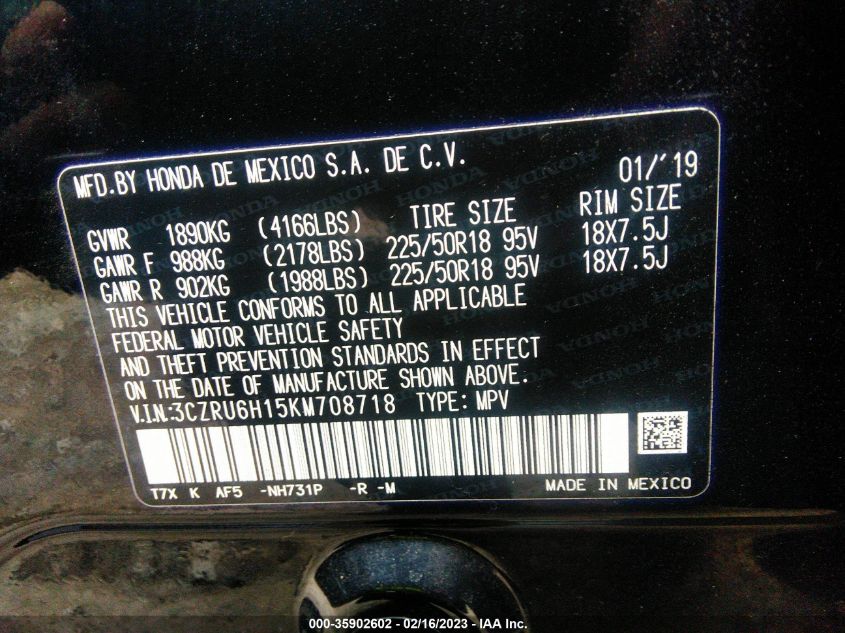 MFD.BY HONDA DE MEXICO S.A. DE C.V. 01/'19
TIRE SIZE RIM SIZE
GVWR 1890KG (4166LBS)
GAWR F 988KG (2178LBS) 225/50R18 95V 18X7.5J
GAWR R 902KG (1988LBS) 225/50R18 95V 18X7.5J
THIS VEHICLE CONFORMS TO ALL APPLICABLE
FEDERAL MOTOR VEHICLE SAFETY
AND THEFT PREVENTION STANDARDS IN EFFECT
ON THE DATE OF MANUFACTURE SHOWN ABOVE.
V.I.N.:3CZRU6H15KM708718 TYPE: MPV
T7X K AF5 -NH731P -R -M MADE IN MEXICO
000-35902602 - 02/16/2023 - IAA Inc.